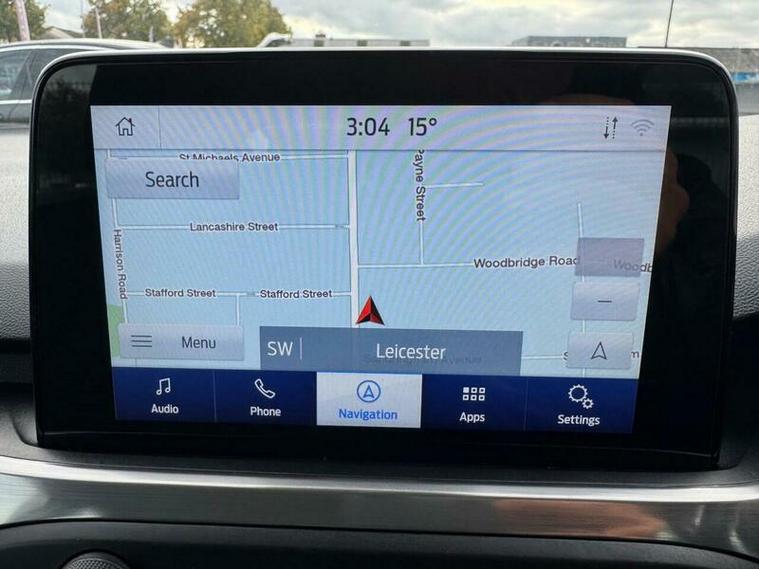 3:04 15°
St Michaels Avenue
Search
Payne Street
Lancashire Street
Harrison Road
Woodbridge Road
Woodb
Stafford Street
Stafford Street
Menu
SW
Leicester
Audio
Phone
Navigation
Apps
Settings